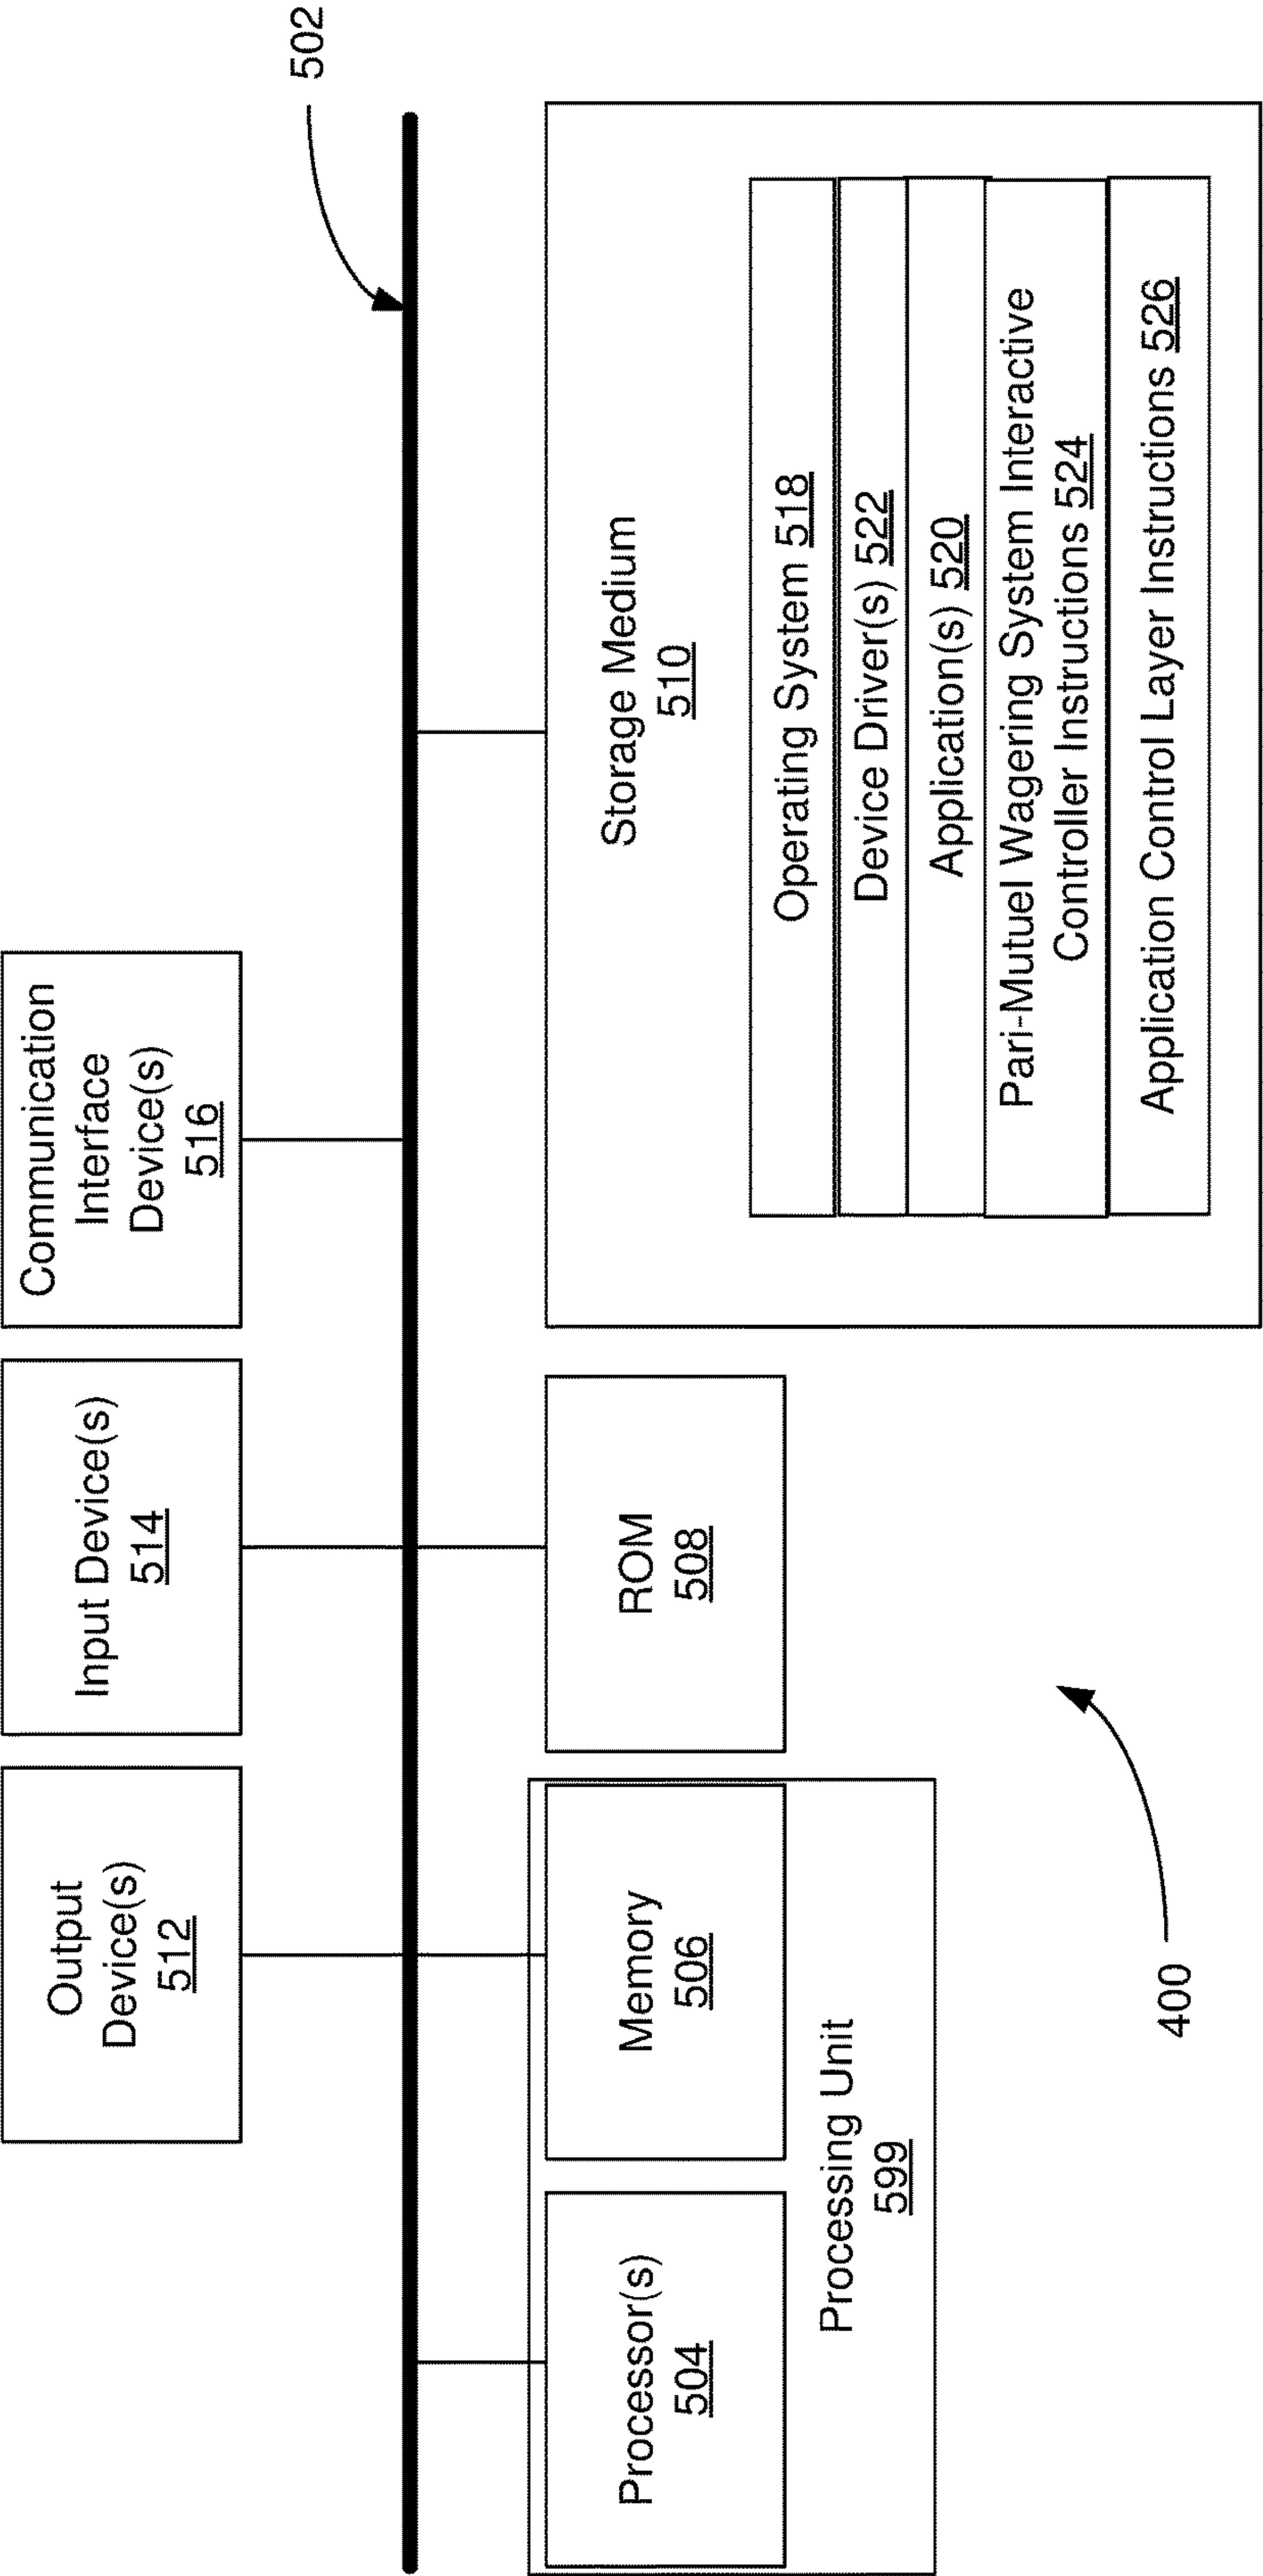 502
Output
Device(s)
512
Input Device(s)
514
Communication
Interface
Device(s)
516
Processor(s)
504
Memory
506
Processing Unit
599
ROM
508
Storage Medium
510
Operating System 518
Device Driver(s) 522
Application(s) 520
Pari-Mutuel Wagering System Interactive
Controller Instructions 524
Application Control Layer Instructions 526
400